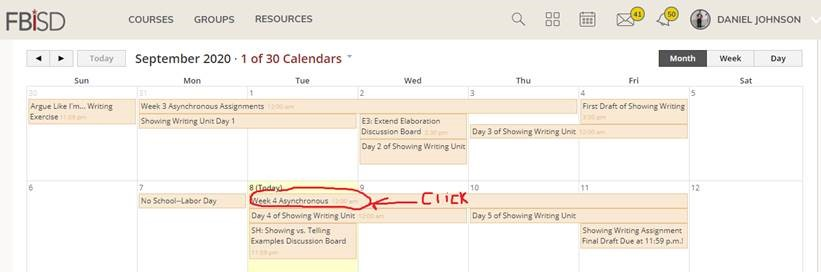 FBISD COURSES GROUPS RESOURCES 41 50 DANIEL JOHNSON
Today September 2020 · 1 of 30 Calendars Month Week Day
Sun Mon Tue Wed Thu Fri Sat
30 31 1 2 3 4 5
Argue Like I'm... Writing
Exercise 11:59 pm
Week 3 Asynchronous Assignments 12:00 am
Showing Writing Unit Day 1
E3: Extend Elaboration
Discussion Board 2:30 pm
Day 2 of Showing Writing Unit
Day 3 of Showing Writing Unit 12:00 am
First Draft of Showing Writing
3:30 pm
6 7 8 (Today) 9 10 11 12
No School--Labor Day
Week 4 Asynchronous 12:00 am
CLICK
Day 4 of Showing Writing Unit 12:00 am
Day 5 of Showing Writing Unit
SH: Showing vs. Telling
Examples Discussion Board
11:59 pm
Showing Writing Assignment
Final Draft Due at 11:59 p.m.!